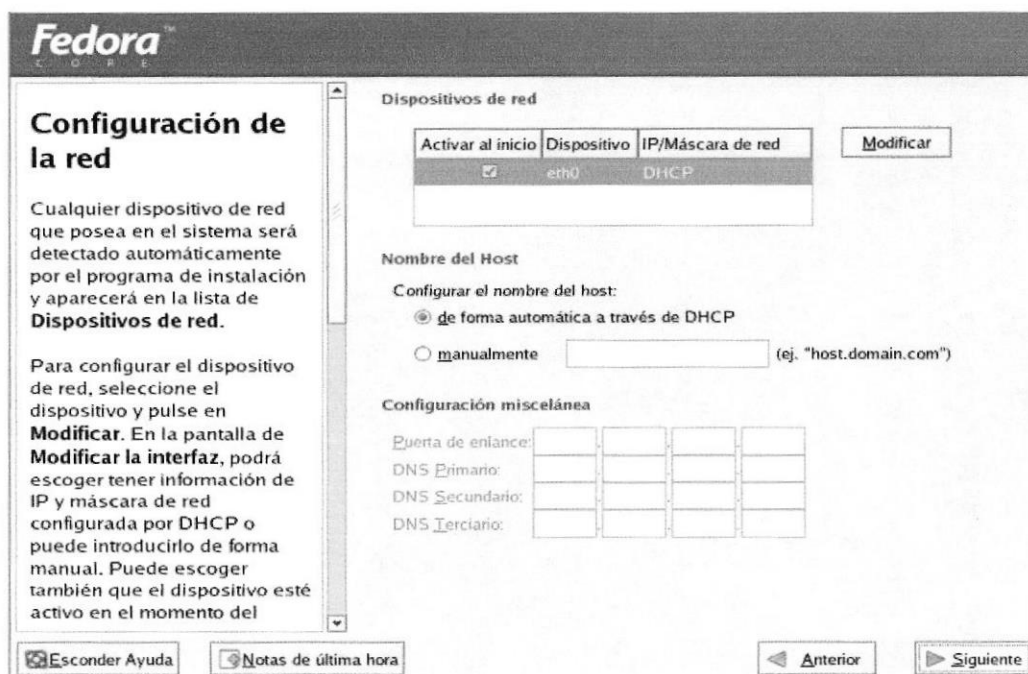 Fedora™
CORE
Configuración de
la red
Cualquier dispositivo de red
que posea en el sistema será
detectado automáticamente
por el programa de instalación
y aparecerá en la lista de
Dispositivos de red.
Para configurar el dispositivo
de red, seleccione el
dispositivo y pulse en
Modificar. En la pantalla de
Modificar la interfaz, podrá
escoger tener información de
IP y máscara de red
configurada por DHCP o
puede introducirlo de forma
manual. Puede escoger
también que el dispositivo esté
activo en el momento del
Dispositivos de red
Activar al inicio Dispositivo IP/Máscara de red
eth0 DHCP
Modificar
Nombre del Host
Configurar el nombre del host:
de forma automática a través de DHCP
manualmente (ej. "host.domain.com")
Configuración miscelánea
Puerta de enlance:
DNS Primario:
DNS Secundario:
DNS Terciario:
Esconder Ayuda Notas de última hora Anterior Siguiente